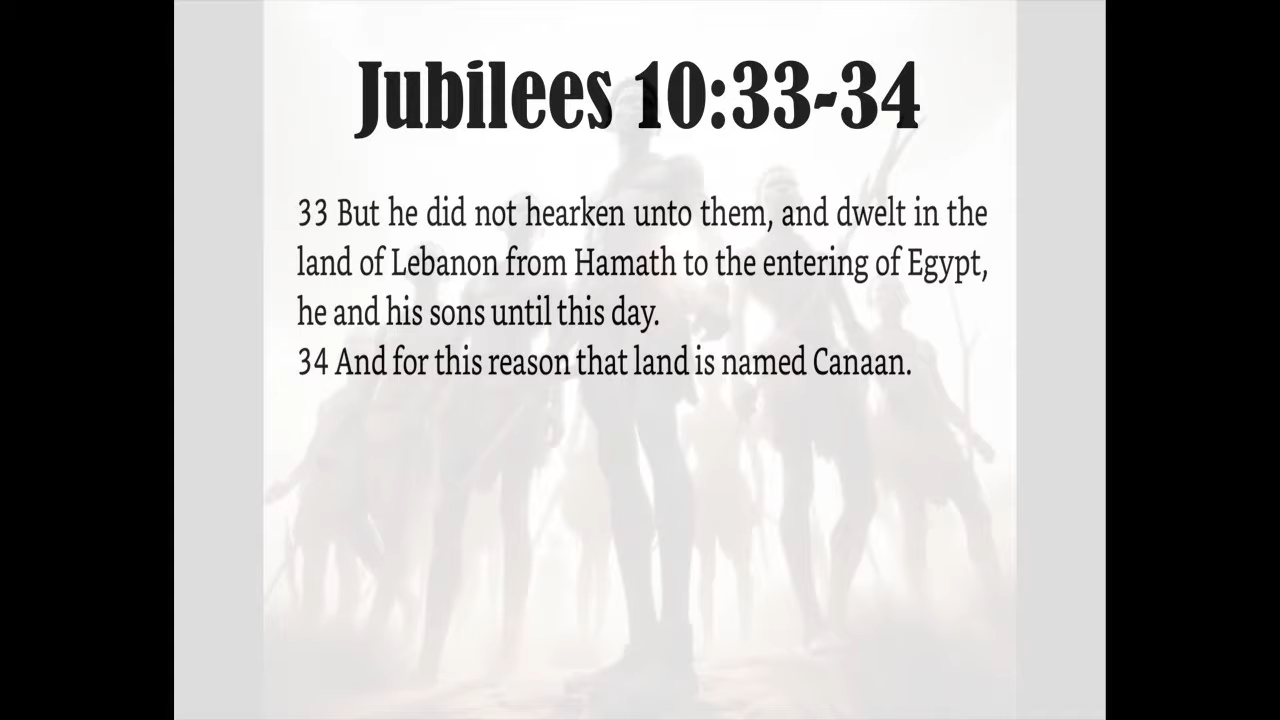 Jubilees 10:33-34
33 But he did not hearken unto them, and dwelt in the
land of Lebanon from Hamath to the entering of Egypt,
he and his sons until this day.
34 And for this reason that land is named Canaan.